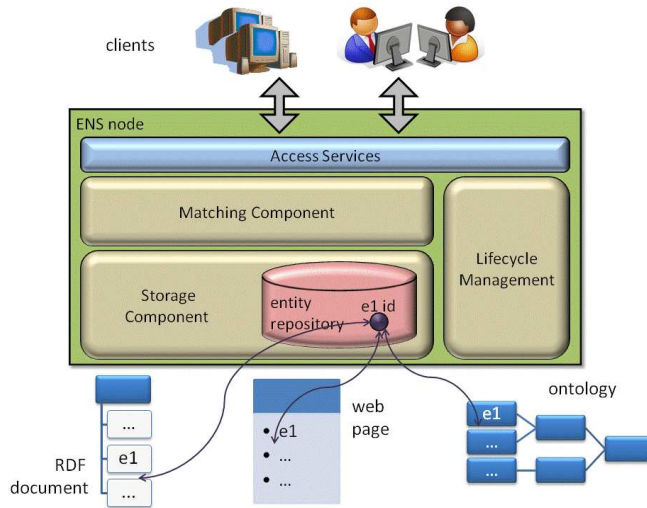 clients
ENS node
Access Services
Matching Component
Lifecycle
Management
Storage
Component
entity
repository
e1 id
RDF
document
...
e1
...
web
page
• e1
• ...
• ...
ontology
e1
...
...